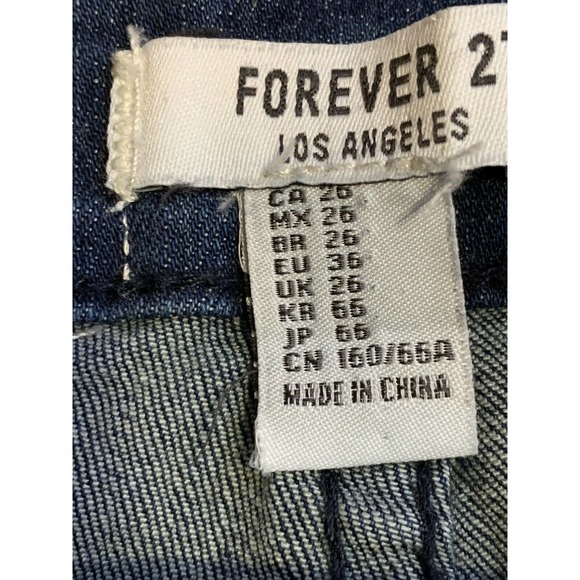 FOREVER 21
LOS ANGELES
CA 26
MX 26
BR 26
EU 36
UK 26
KR 66
JP 66
CN 160/66A
MADE IN CHINA